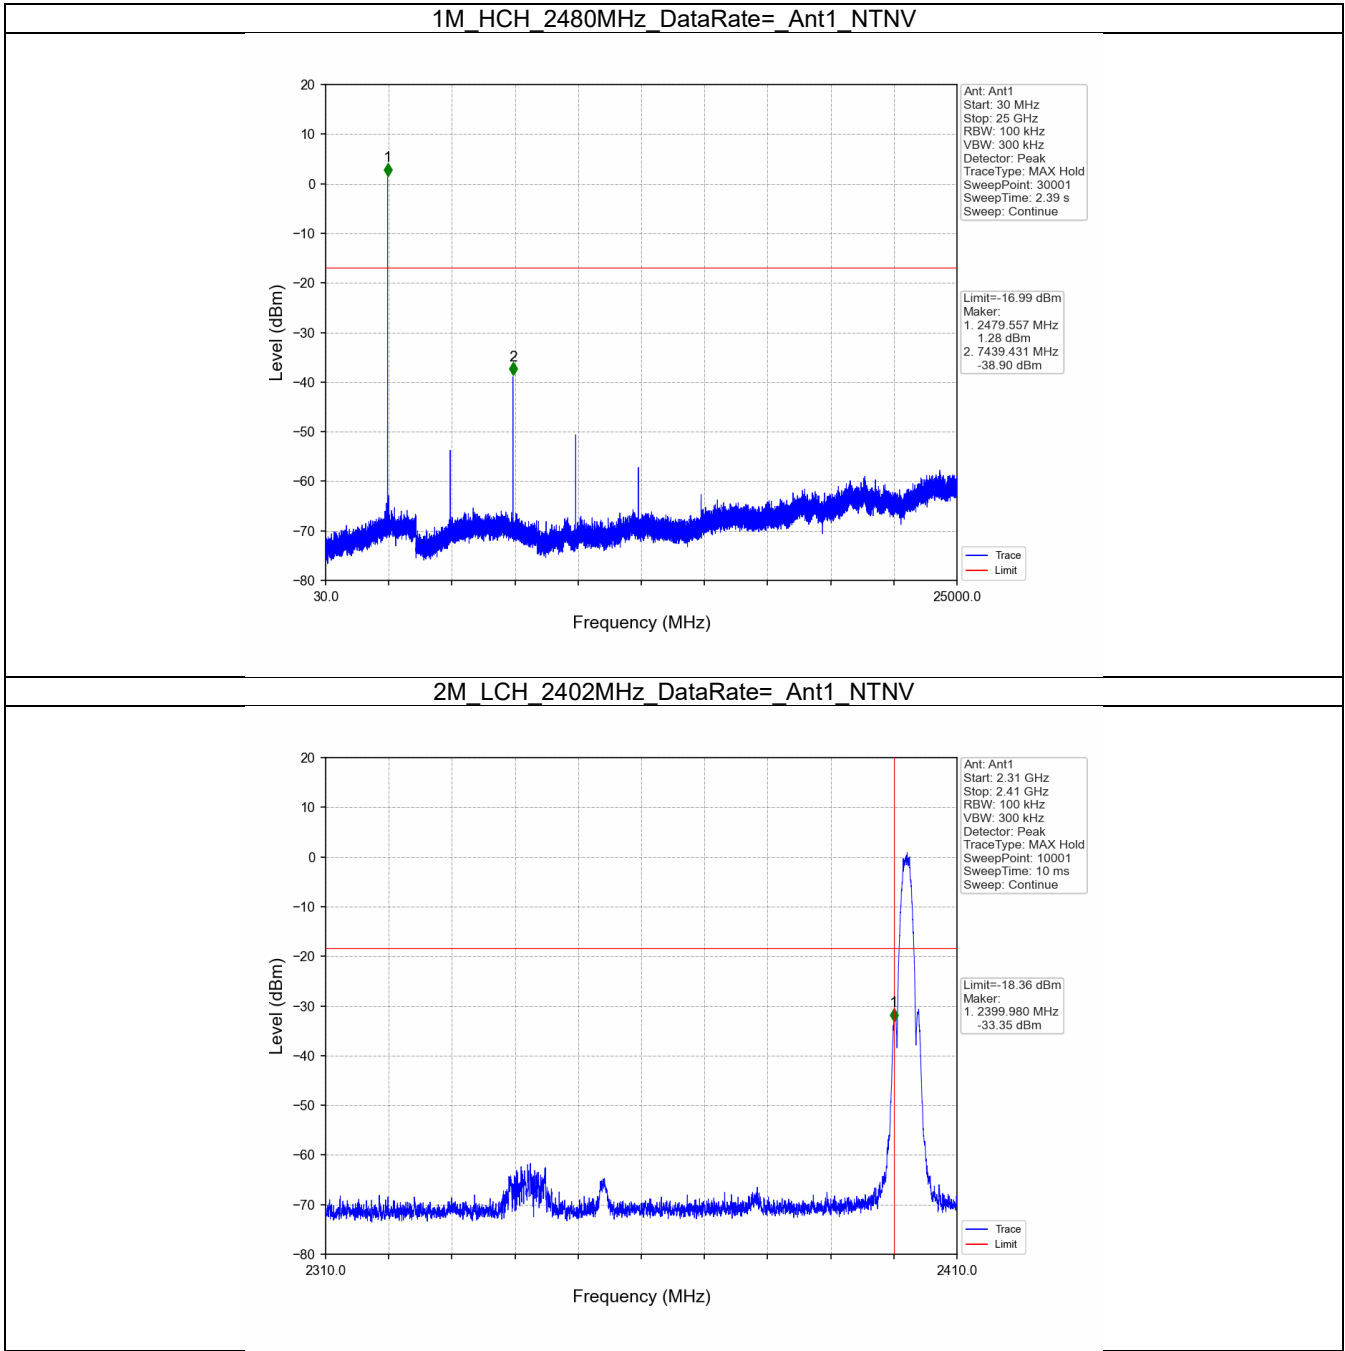 1M_HCH_2480MHz_DataRate=_Ant1_NTNV
20
10
0
−10
−20
−30
−40
−50
−60
−70
−80
Level (dBm)
30.0
25000.0
Frequency (MHz)
1
2
Ant: Ant1
Start: 30 MHz
Stop: 25 GHz
RBW: 100 kHz
VBW: 300 kHz
Detector: Peak
TraceType: MAX Hold
SweepPoint: 30001
SweepTime: 2.39 s
Sweep: Continue
Limit=-16.99 dBm
Maker:
1. 2479.557 MHz
1.28 dBm
2. 7439.431 MHz
-38.90 dBm
Trace
Limit
2M_LCH_2402MHz_DataRate=_Ant1_NTNV
20
10
0
−10
−20
−30
−40
−50
−60
−70
−80
Level (dBm)
2310.0
2410.0
Frequency (MHz)
1
Ant: Ant1
Start: 2.31 GHz
Stop: 2.41 GHz
RBW: 100 kHz
VBW: 300 kHz
Detector: Peak
TraceType: MAX Hold
SweepPoint: 10001
SweepTime: 10 ms
Sweep: Continue
Limit=-18.36 dBm
Maker:
1. 2399.980 MHz
-33.35 dBm
Trace
Limit